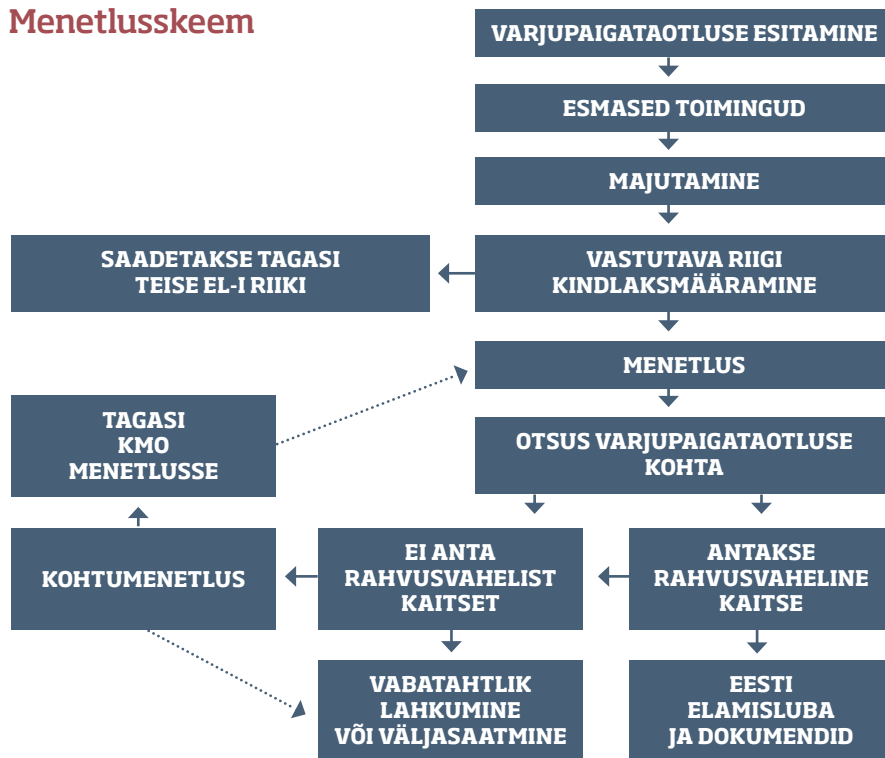 Menetlusskeem
VARJUPAIGATAOTLUSE ESITAMINE
ESMASED TOIMINGUD
MAJUTAMINE
SAADETAKSE TAGASI
TEISE EL-I RIIKI
VASTUTAVA RIIGI
KINDLAKSMÄÄRAMINE
MENETLUS
TAGASI
KMO
MENETLUSSE
OTSUS VARJUPAIGATAOTLUSE
KOHTA
KOHTUMENETLUS
EI ANTA
RAHVUSVAHELIST
KAITSET
ANTAKSE
RAHVUSVAHELINE
KAITSE
VABATAHTLIK
LAHKUMINE
VÕI VÄLJASAATMINE
EESTI
ELAMISLUBA
JA DOKUMENDID